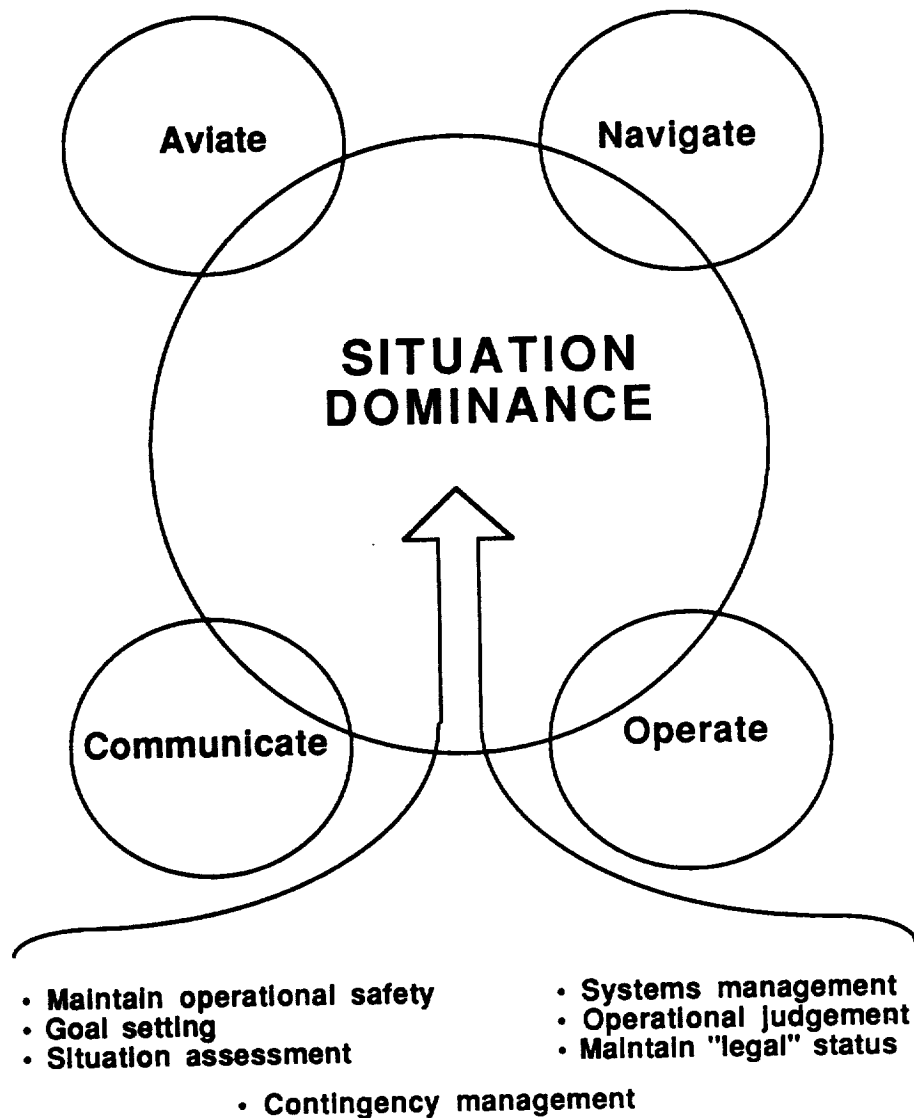 Aviate
Navigate
SITUATION
DOMINANCE
Communicate
Operate
• Maintain operational safety
• Goal setting
• Situation assessment
• Systems management
• Operational judgement
• Maintain "legal" status
• Contingency management